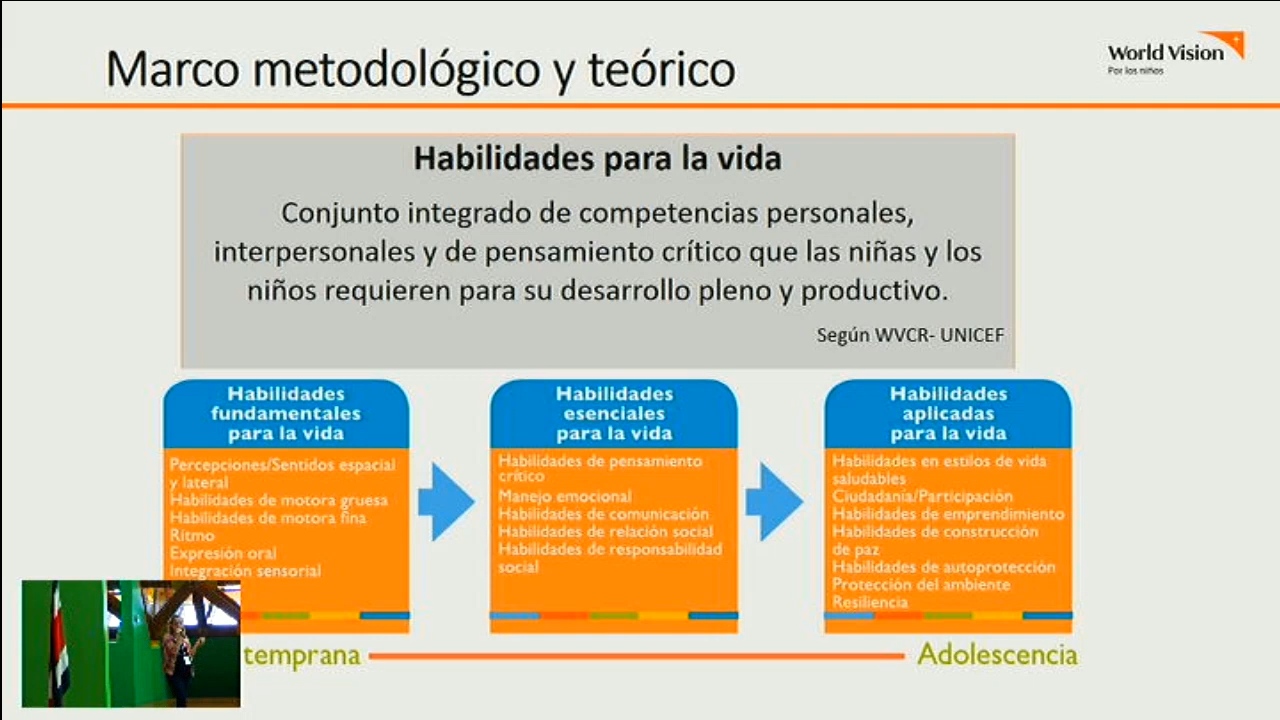 Marco metodológico y teórico
World Vision
Por los niños
Habilidades para la vida
Conjunto integrado de competencias personales,
interpersonales y de pensamiento crítico que las niñas y los
niños requieren para su desarrollo pleno y productivo.
Según WVCR- UNICEF
Habilidades
fundamentales
para la vida
Percepciones/Sentidos espacial
y lateral
Habilidades de motora gruesa
Habilidades de motora fina
Ritmo
Expresión oral
Integración sensorial
Habilidades
esenciales
para la vida
Habilidades de pensamiento
crítico
Manejo emocional
Habilidades de comunicación
Habilidades de relación social
Habilidades de responsabilidad
social
Habilidades
aplicadas
para la vida
Habilidades en estilos de vida
saludables
Ciudadanía/Participación
Habilidades de emprendimiento
Habilidades de construcción
de paz
Habilidades de autoprotección
Protección del ambiente
Resiliencia
temprana
Adolescencia